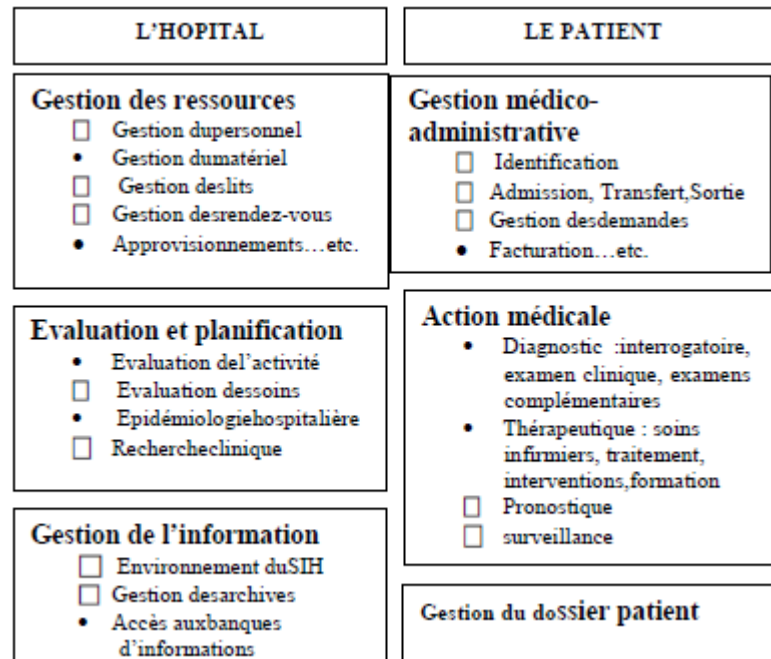 L'HOPITAL
Gestion des ressources
□ Gestion dupersonnel
• Gestion dumatériel
□ Gestion deslits
□ Gestion desrendez-vous
• Approvisionnements…etc.
Evaluation et planification
• Evaluation del'activité
□ Evaluation dessoins
• Epidémiologiehospitalière
□ Rechercheclinique
Gestion de l'information
□ Environnement duSIH
□ Gestion desarchives
• Accès auxbanques
d'informations
LE PATIENT
Gestion médico-
administrative
□ Identification
□ Admission, Transfert,Sortie
□ Gestion desdemandes
• Facturation…etc.
Action médicale
• Diagnostic :interrogatoire,
examen clinique, examens
complémentaires
• Thérapeutique : soins
infirmiers, traitement,
interventions,formation
□ Pronostique
□ surveillance
Gestion du dossier patient